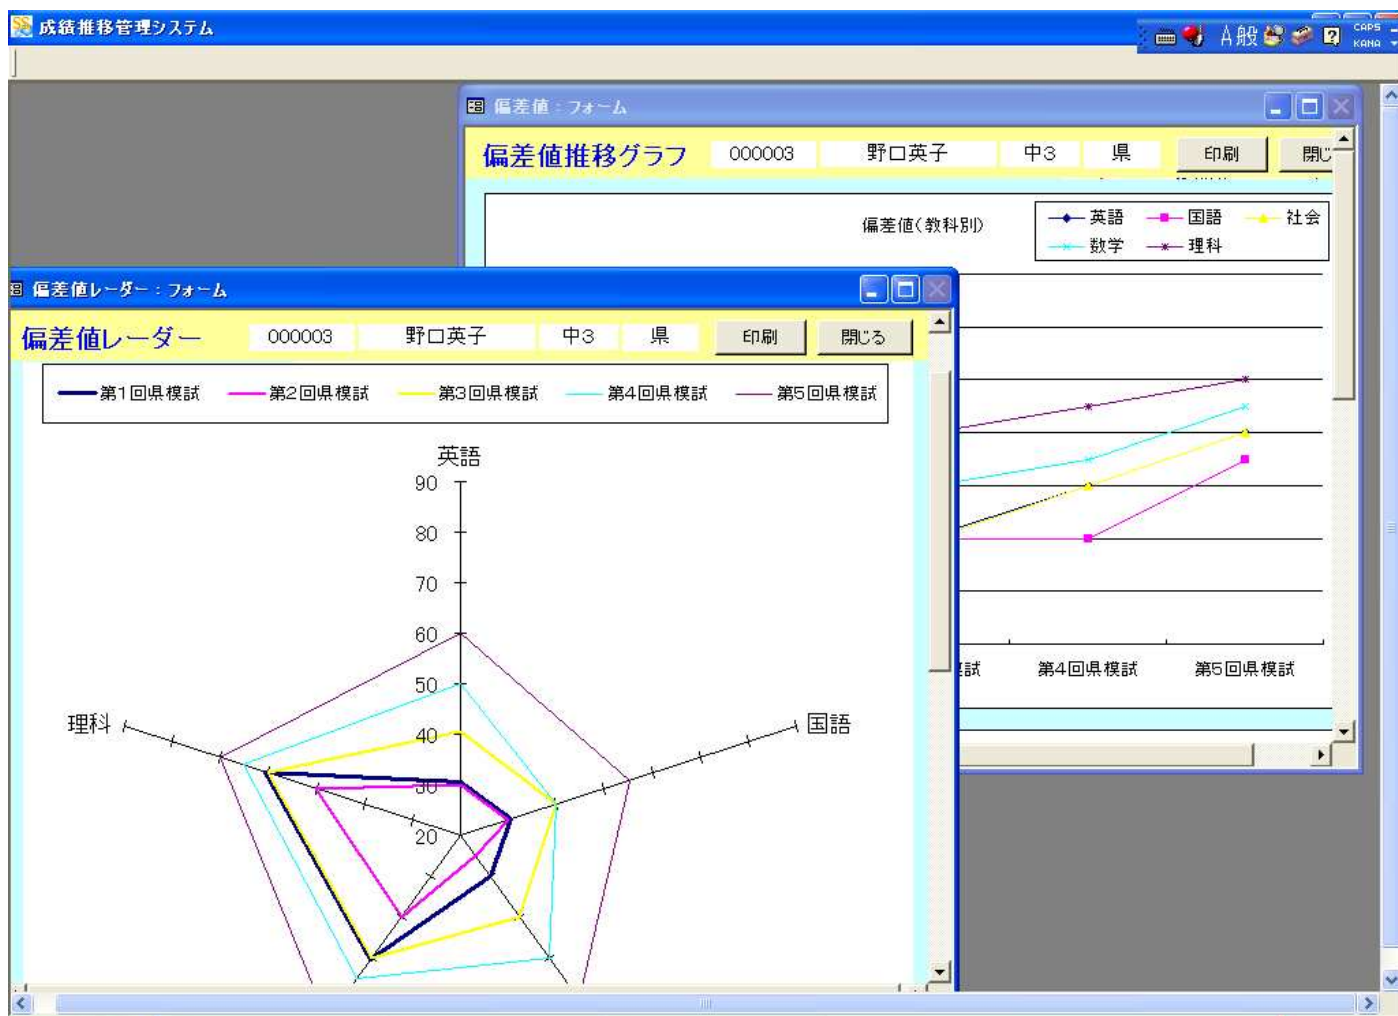 成績推移管理システム
A般
CAPS
KANA
偏差値：フォーム
偏差値推移グラフ 000003 野口英子 中3 県 印刷 閉じ
偏差値(教科別)
英語 国語 社会
数学 理科
偏差値レーダー：フォーム
偏差値レーダー 000003 野口英子 中3 県 印刷 閉じる
第1回県模試 第2回県模試 第3回県模試 第4回県模試 第5回県模試
英語
90
80
70
60
50
40
30
20
理科
国語
試 第4回県模試 第5回県模試